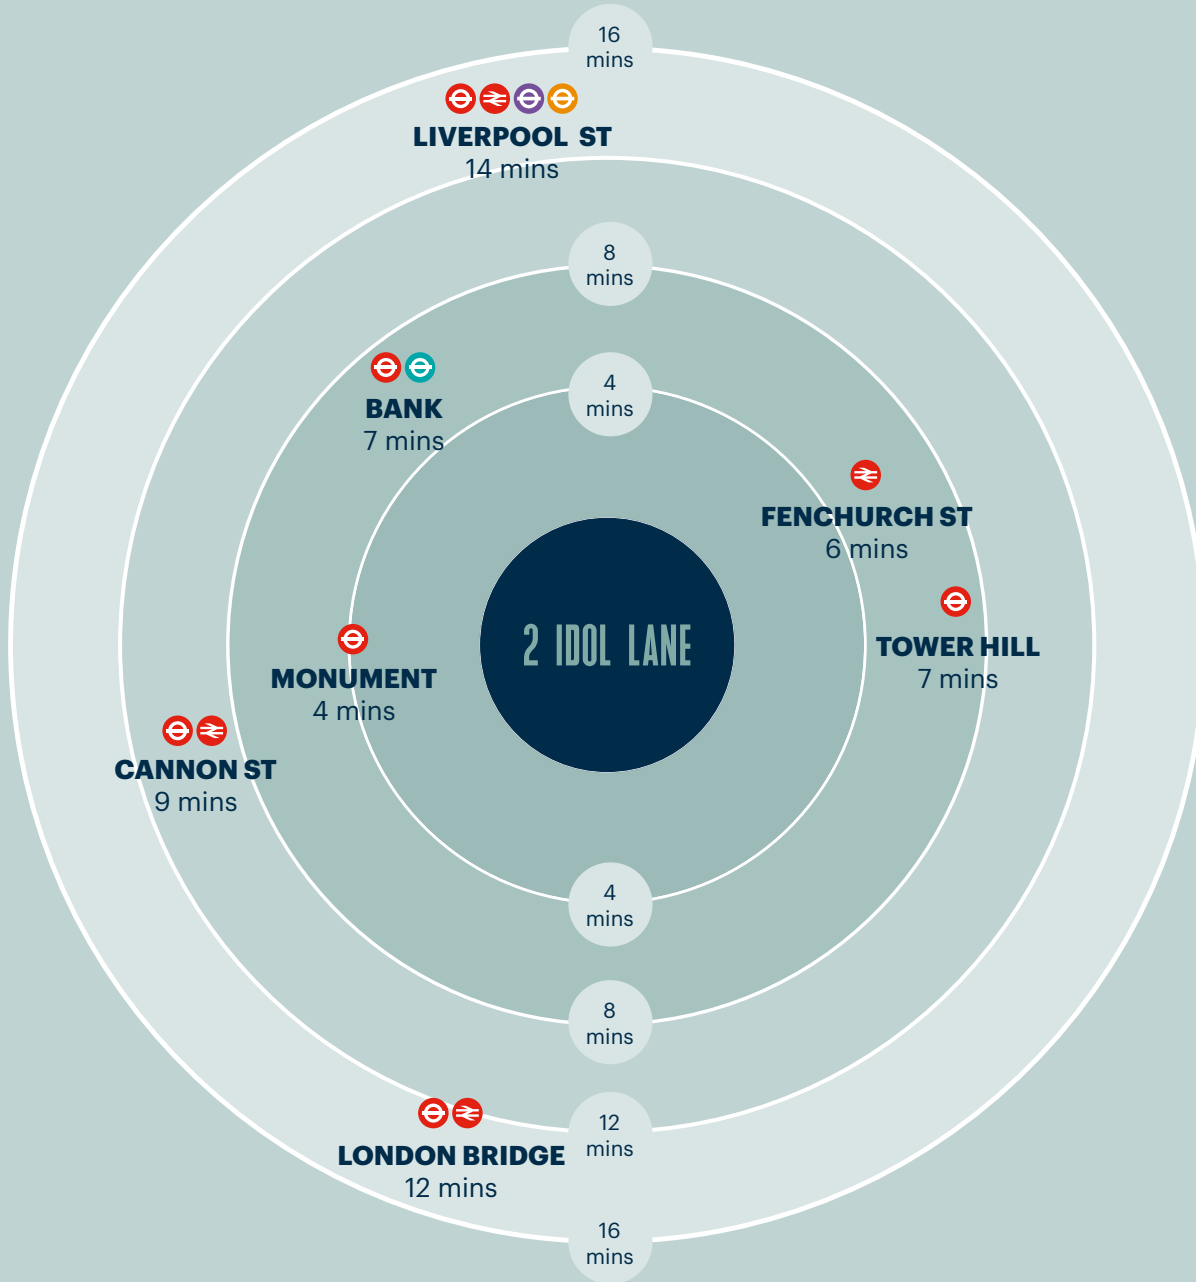 16
mins
LIVERPOOL ST
14 mins
8
mins
BANK
7 mins
4
mins
FENCHURCH ST
6 mins
2 IDOL LANE
TOWER HILL
7 mins
MONUMENT
4 mins
CANNON ST
9 mins
4
mins
8
mins
12
mins
LONDON BRIDGE
12 mins
16
mins